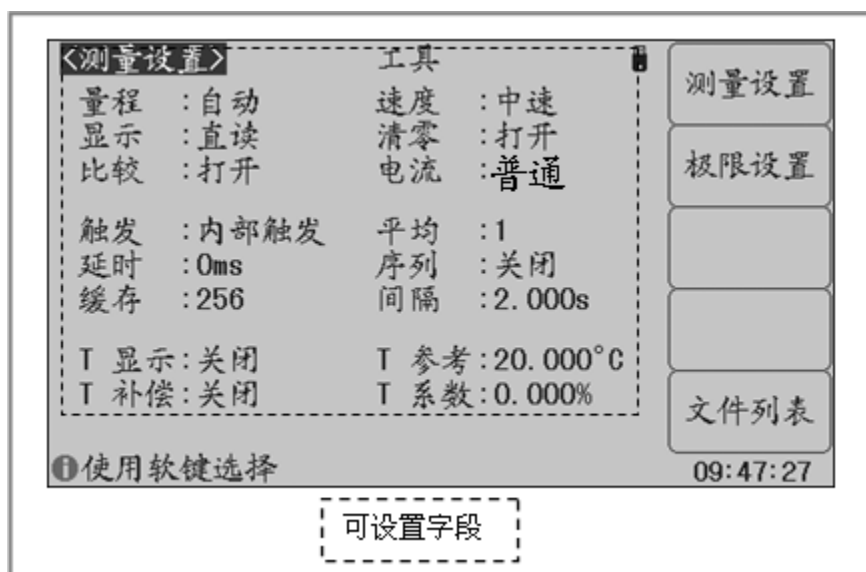 <测量设置> 工具
量程 :自动 速度 :中速
显示 :直读 清零 :打开
比较 :打开 电流 :普通
触发 :内部触发 平均 :1
延时 :0ms 序列 :关闭
缓存 :256 间隔 :2.000s
T 显示:关闭 T 参考:20.000°C
T 补偿:关闭 T 系数:0.000%
使用软键选择
测量设置
极限设置
文件列表
09:47:27
可设置字段